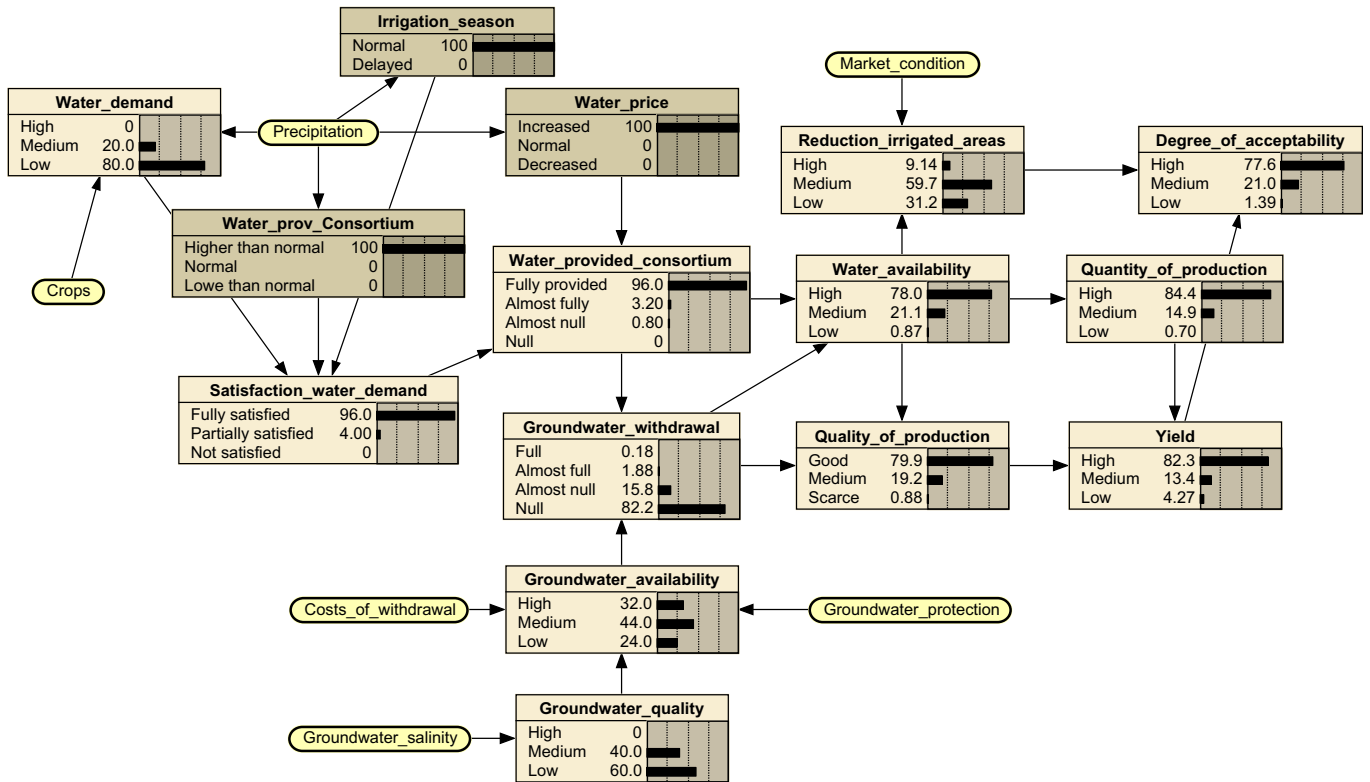 Irrigation_season
Normal 100
Delayed 0
Market_condition
Water_demand
High 0
Medium 20.0
Low 80.0
Precipitation
Water_price
Increased 100
Normal 0
Decreased 0
Reduction_irrigated_areas
High 9.14
Medium 59.7
Low 31.2
Degree_of_acceptability
High 77.6
Medium 21.0
Low 1.39
Water_prov_Consortium
Higher than normal 100
Normal 0
Lowe than normal 0
Crops
Water_provided_consortium
Fully provided 96.0
Almost fully 3.20
Almost null 0.80
Null 0
Water_availability
High 78.0
Medium 21.1
Low 0.87
Quantity_of_production
High 84.4
Medium 14.9
Low 0.70
Satisfaction_water_demand
Fully satisfied 96.0
Partially satisfied 4.00
Not satisfied 0
Groundwater_withdrawal
Full 0.18
Almost full 1.88
Almost null 15.8
Null 82.2
Quality_of_production
Good 79.9
Medium 19.2
Scarce 0.88
Yield
High 82.3
Medium 13.4
Low 4.27
Costs_of_withdrawal
Groundwater_availability
High 32.0
Medium 44.0
Low 24.0
Groundwater_protection
Groundwater_salinity
Groundwater_quality
High 0
Medium 40.0
Low 60.0